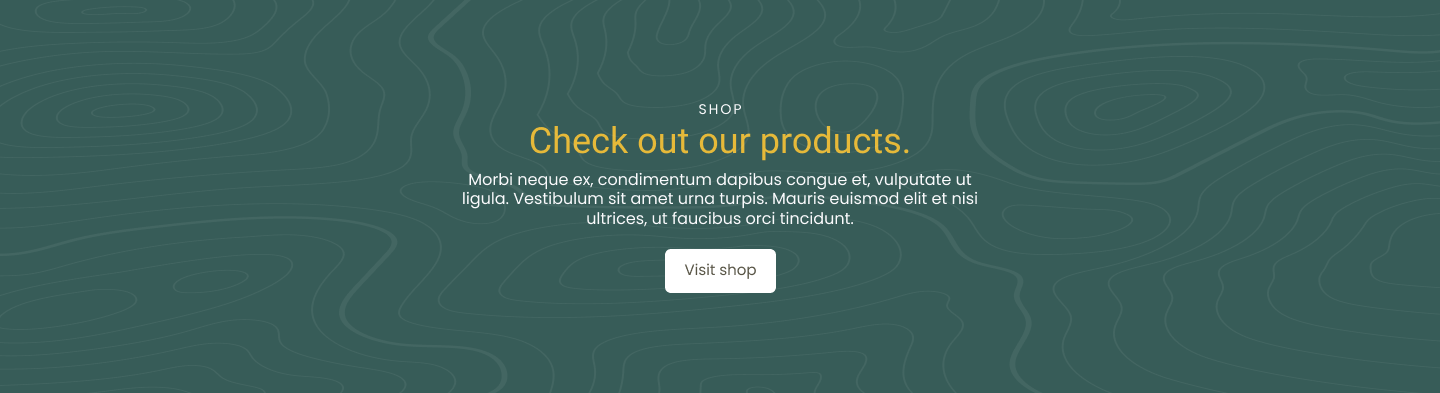 SHOP
Check out our products.
Morbi neque ex, condimentum dapibus congue et, vulputate ut
ligula. Vestibulum sit amet urna turpis. Mauris euismod elit et nisi
ultrices, ut faucibus orci tincidunt.
Visit shop